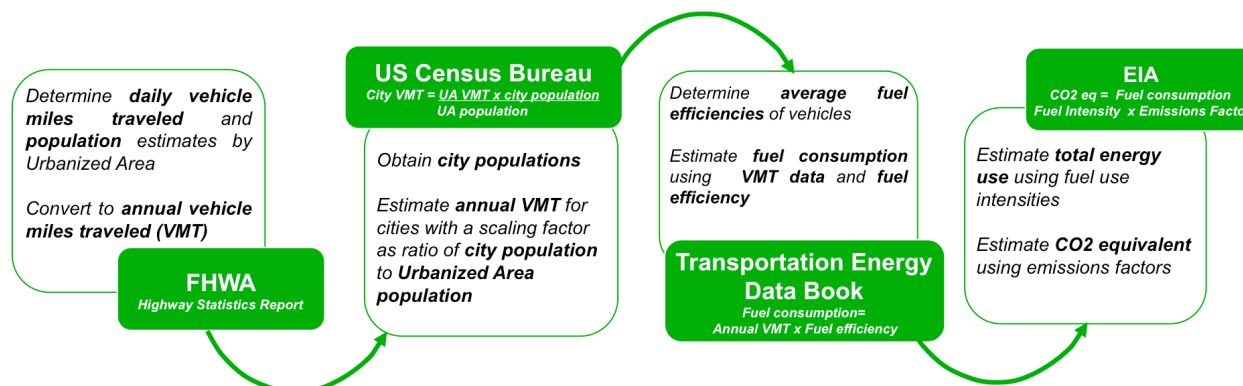 Determine daily vehicle
miles traveled and
population estimates by
Urbanized Area
Convert to annual vehicle
miles traveled (VMT)
FHWA
Highway Statistics Report
US Census Bureau
City VMT = UA VMT x city population
UA population
Obtain city populations
Estimate annual VMT for
cities with a scaling factor
as ratio of city population
to Urbanized Area
population
Determine average fuel
efficiencies of vehicles
Estimate fuel consumption
using VMT data and fuel
efficiency
Transportation Energy
Data Book
Fuel consumption=
Annual VMT x Fuel efficiency
EIA
CO2 eq = Fuel consumption
Fuel Intensity x Emissions Facto
Estimate total energy
use using fuel use
intensities
Estimate CO2 equivalent
using emissions factors